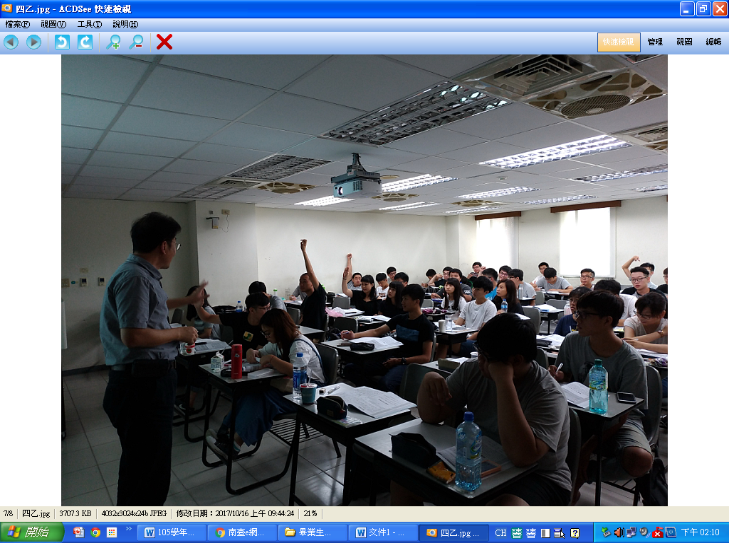 四乙.jpg - ACDSee 快速檢視
檔案(F) 視圖(V) 工具(T) 說明(H)
快速檢視 管理 視圖 編輯
7/8 四乙.jpg 3707.3 KB 4032x3024x24b JPEG 修改日期: 2017/10/16 上午 09:44:24 21%
開始 105學年... 南臺e網... 畢業生... 文件1 - ... 四乙.jpg ... CH 下午 02:10